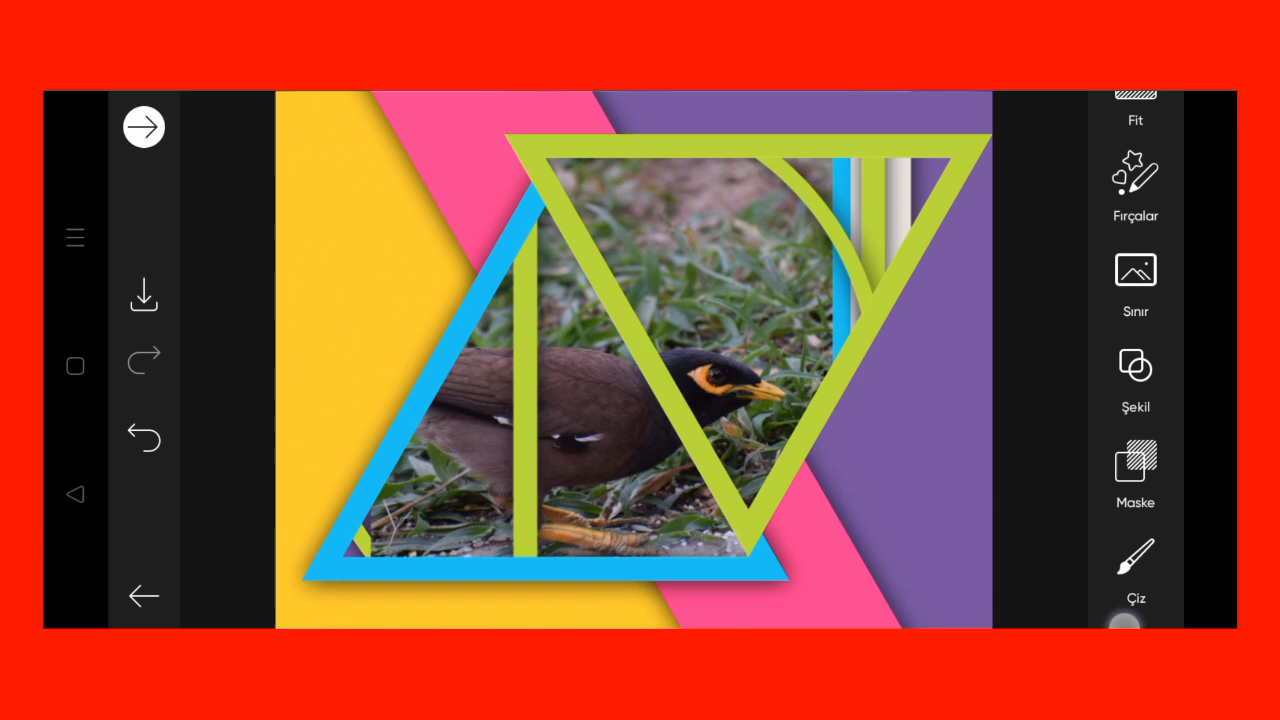 Fit
Fırçalar
Sınır
Şekil
Maske
Çiz